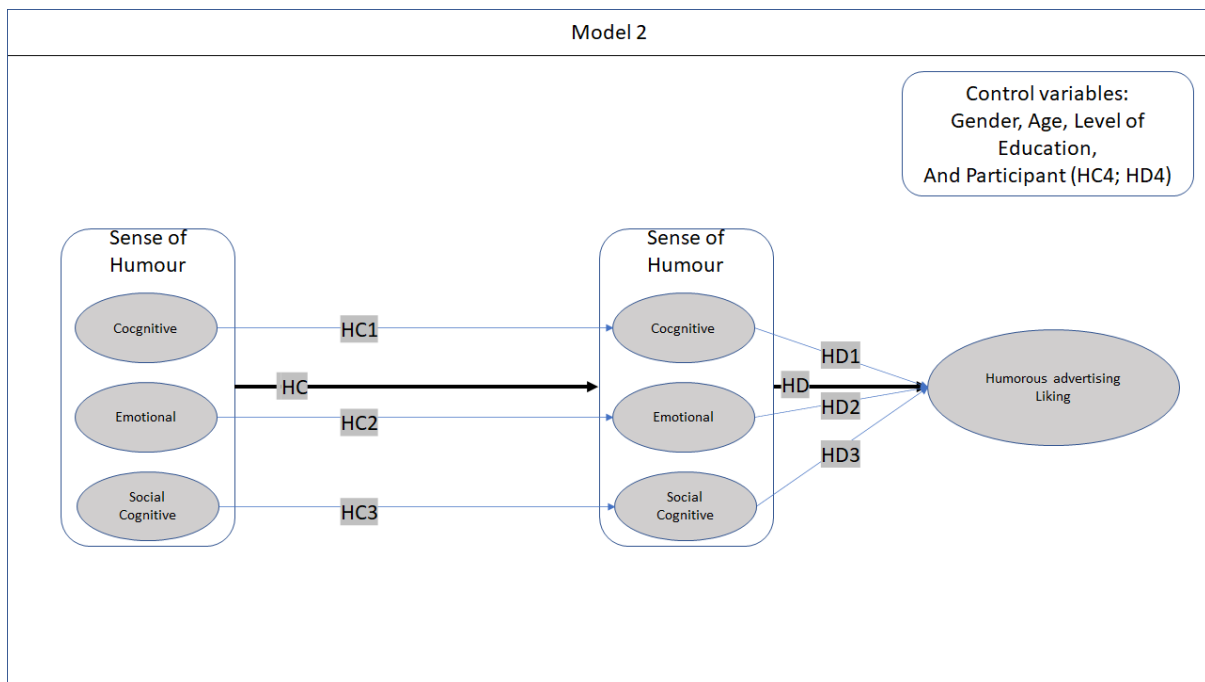 Model 2
Control variables:
Gender, Age, Level of
Education,
And Participant (HC4; HD4)
Sense of
Humour
Cocgnitive
Emotional
Social
Cognitive
HC1
HC
HC2
HC3
Sense of
Humour
Cocgnitive
Emotional
Social
Cognitive
HD1
HD
HD2
HD3
Humorous advertising
Liking